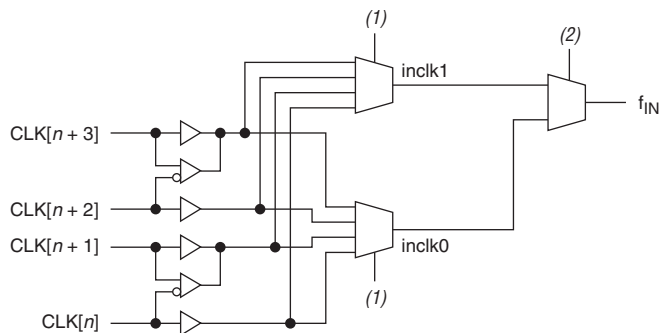 (1)
(2)
inclk1
f_IN
CLK[n + 3]
CLK[n + 2]
CLK[n + 1]
inclk0
(1)
CLK[n]